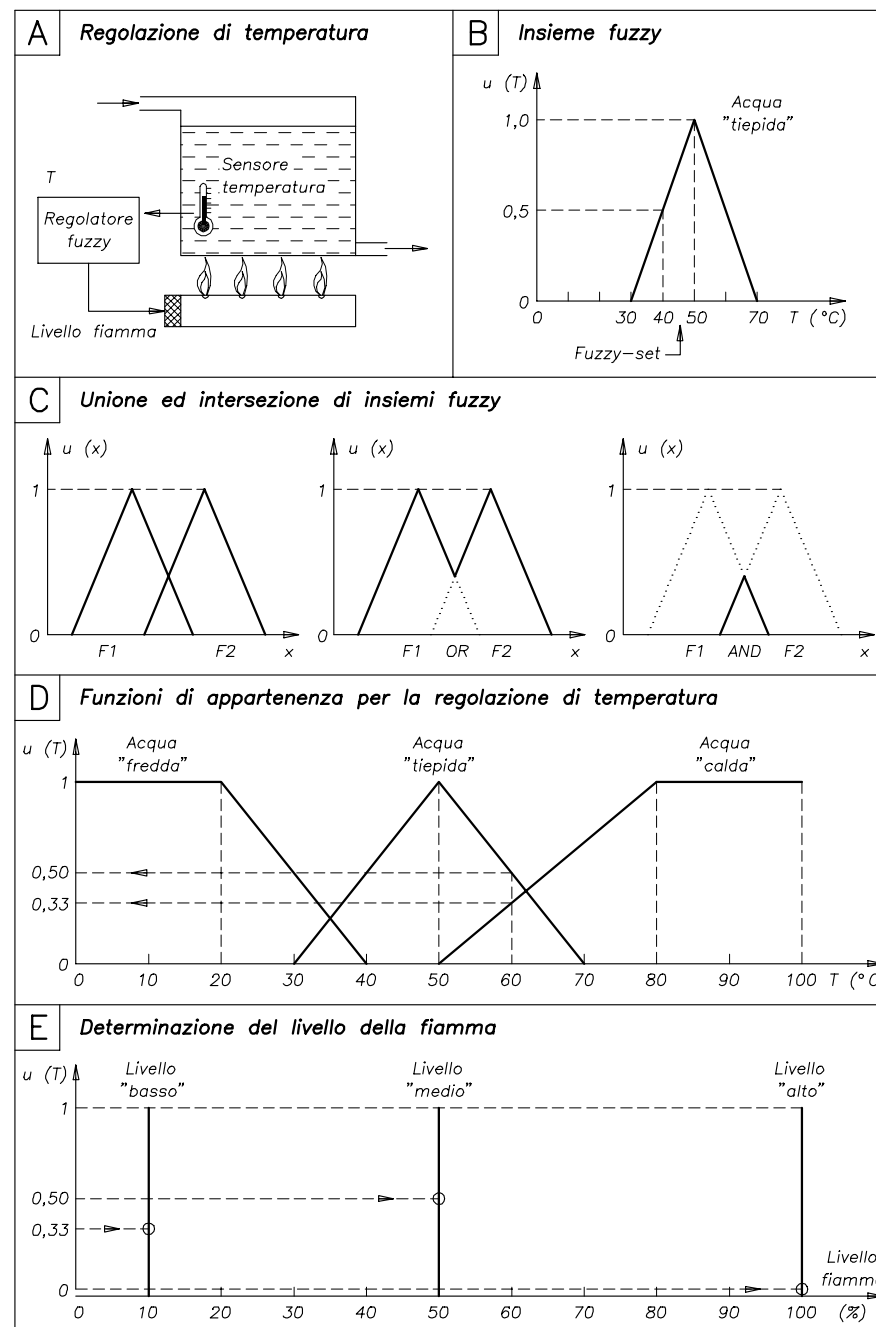 A Regolazione di temperatura
T
Sensore
temperatura
Regolatore
fuzzy
Livello fiamma
B Insieme fuzzy
u (T)
Acqua
"tiepida"
1,0
0,5
0
0 30 40 50 70 T (°C)
Fuzzy-set
C Unione ed intersezione di insiemi fuzzy
u (x)
1
0
F1 F2 x
u (x)
1
0
F1 OR F2 x
u (x)
1
0
F1 AND F2 x
D Funzioni di appartenenza per la regolazione di temperatura
u (T)
Acqua
"fredda"
Acqua
"tiepida"
Acqua
"calda"
1
0,50
0,33
0
0 10 20 30 40 50 60 70 80 90 100 T (°C
E Determinazione del livello della fiamma
u (T)
Livello
"basso"
Livello
"medio"
Livello
"alto"
1
0,50
0,33
0
Livello
fiamma
0 10 20 30 40 50 60 70 80 90 100 (%)